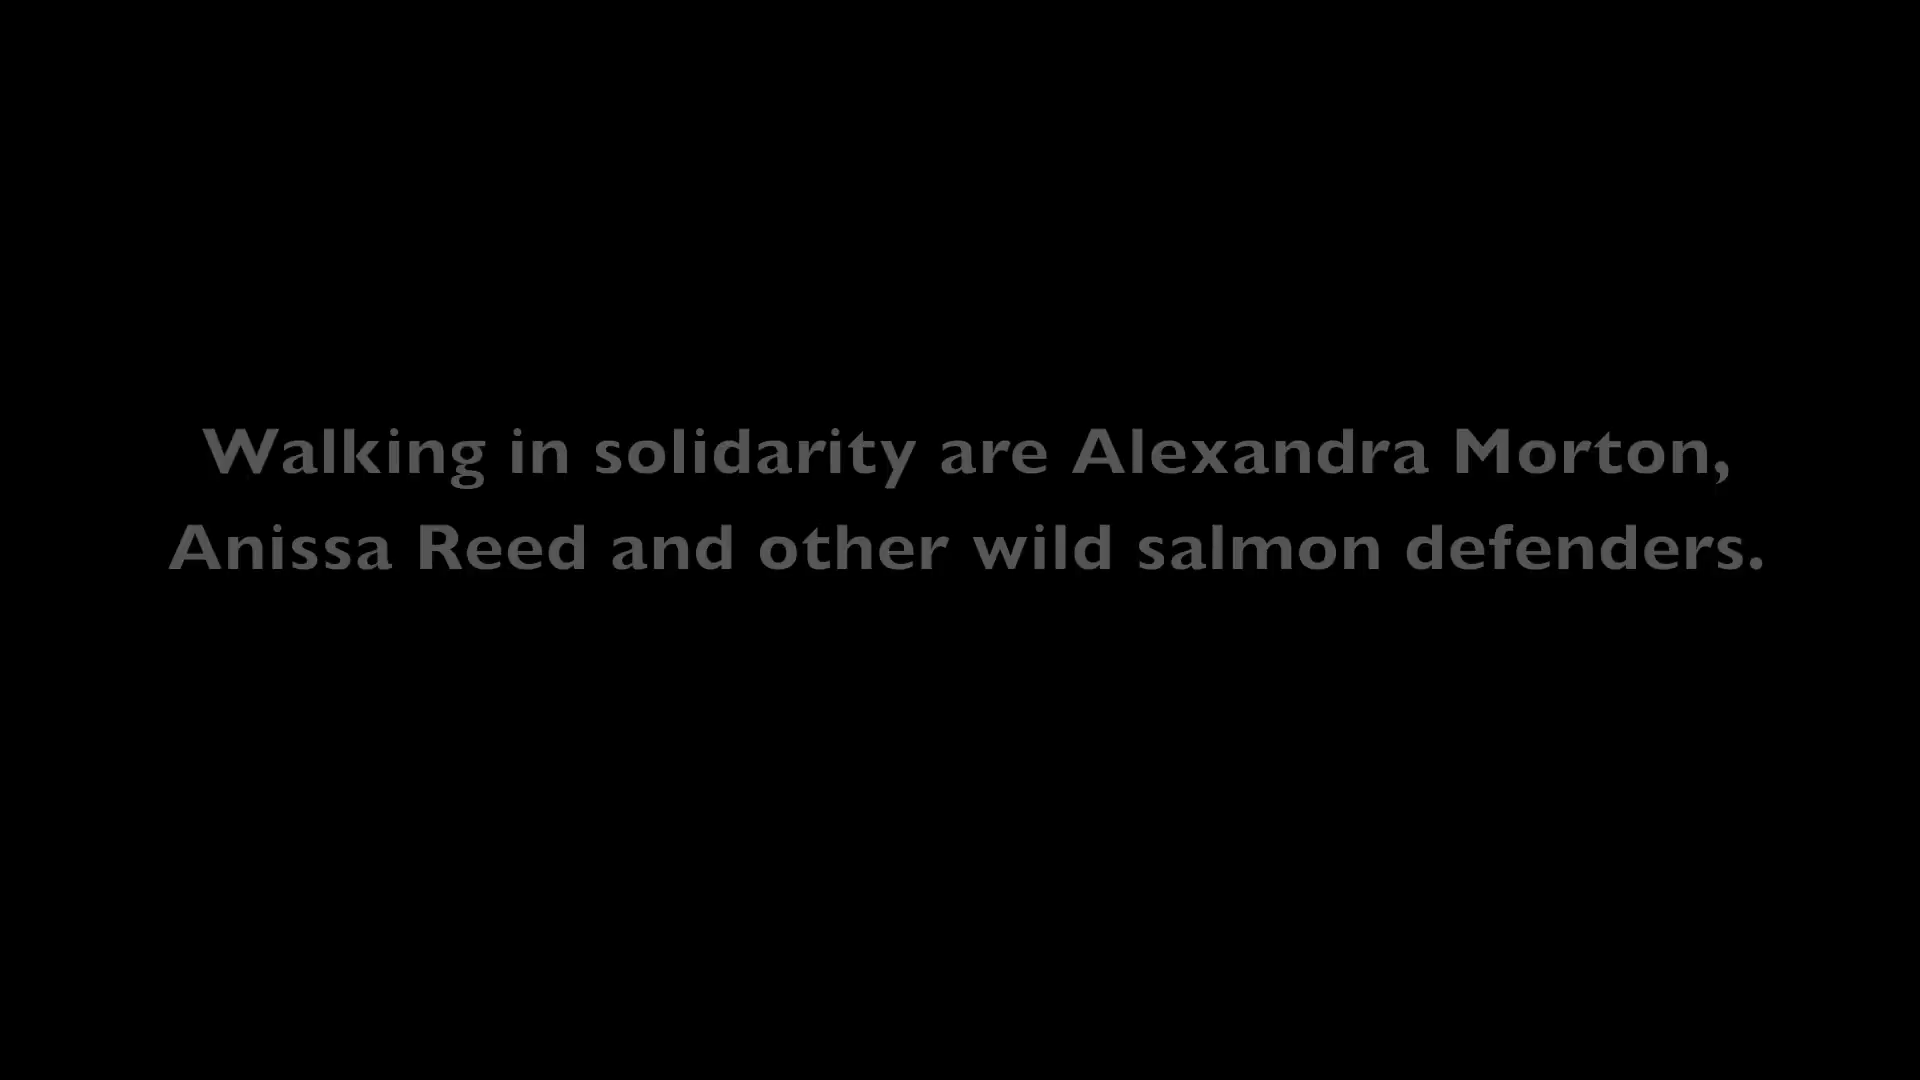 Walking in solidarity are Alexandra Morton,
Anissa Reed and other wild salmon defenders.